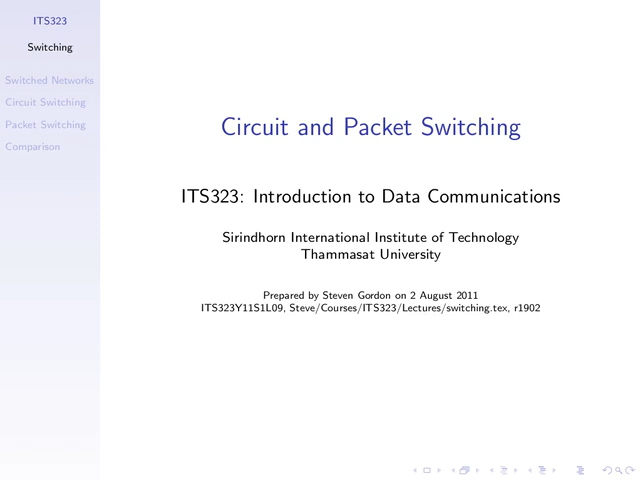 ITS323
Switching
Switched Networks
Circuit Switching
Packet Switching
Comparison
Circuit and Packet Switching
ITS323: Introduction to Data Communications
Sirindhorn International Institute of Technology
Thammasat University
Prepared by Steven Gordon on 2 August 2011
ITS323Y11S1L09, Steve/Courses/ITS323/Lectures/switching.tex, r1902